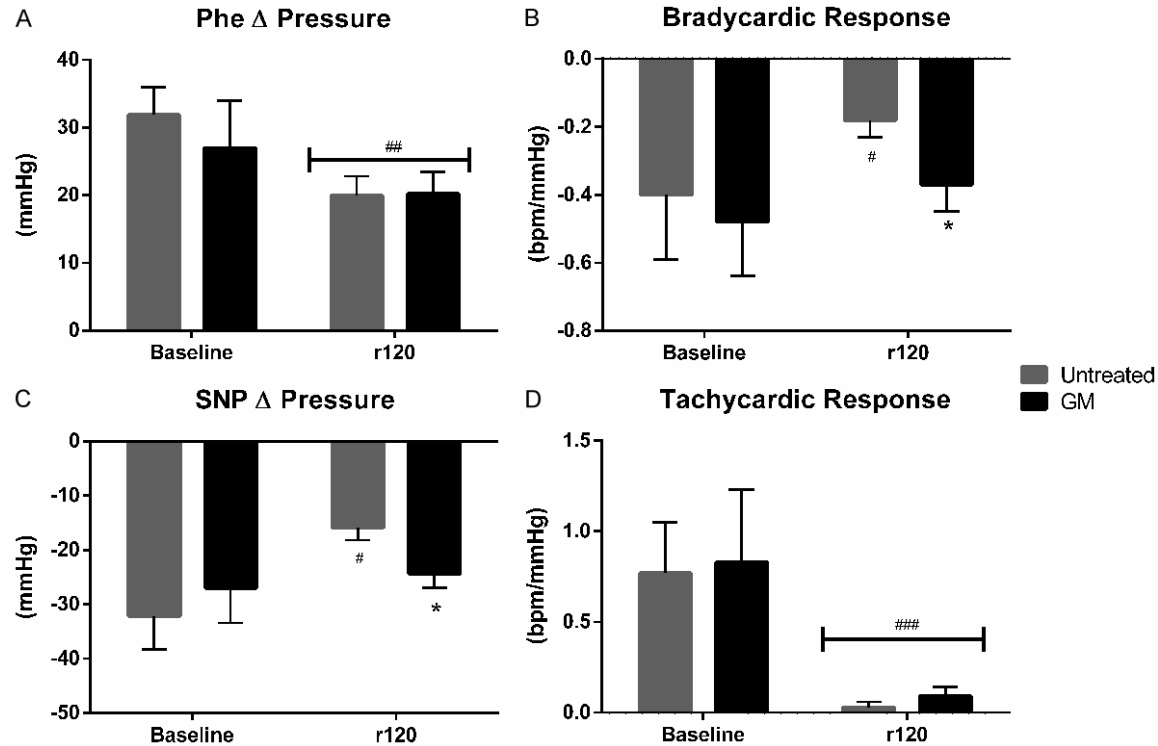 A
Phe Δ Pressure
(mmHg)
40
30
20
10
0
##
Baseline
r120
B
Bradycardic Response
(bpm/mmHg)
0.0
-0.2
-0.4
-0.6
-0.8
#
*
Baseline
r120
C
SNP Δ Pressure
(mmHg)
0
-10
-20
-30
-40
-50
#
*
Baseline
r120
Untreated
GM
D
Tachycardic Response
(bpm/mmHg)
1.5
1.0
0.5
0.0
###
Baseline
r120